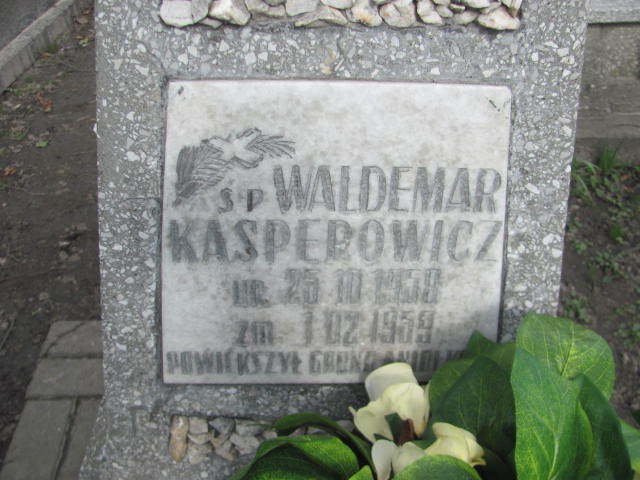 ŚP WALDEMAR
KASPEROWICZ
ur. 25 10 1958
zm. 1 02 1959
POWIĘKSZYŁ GRONO